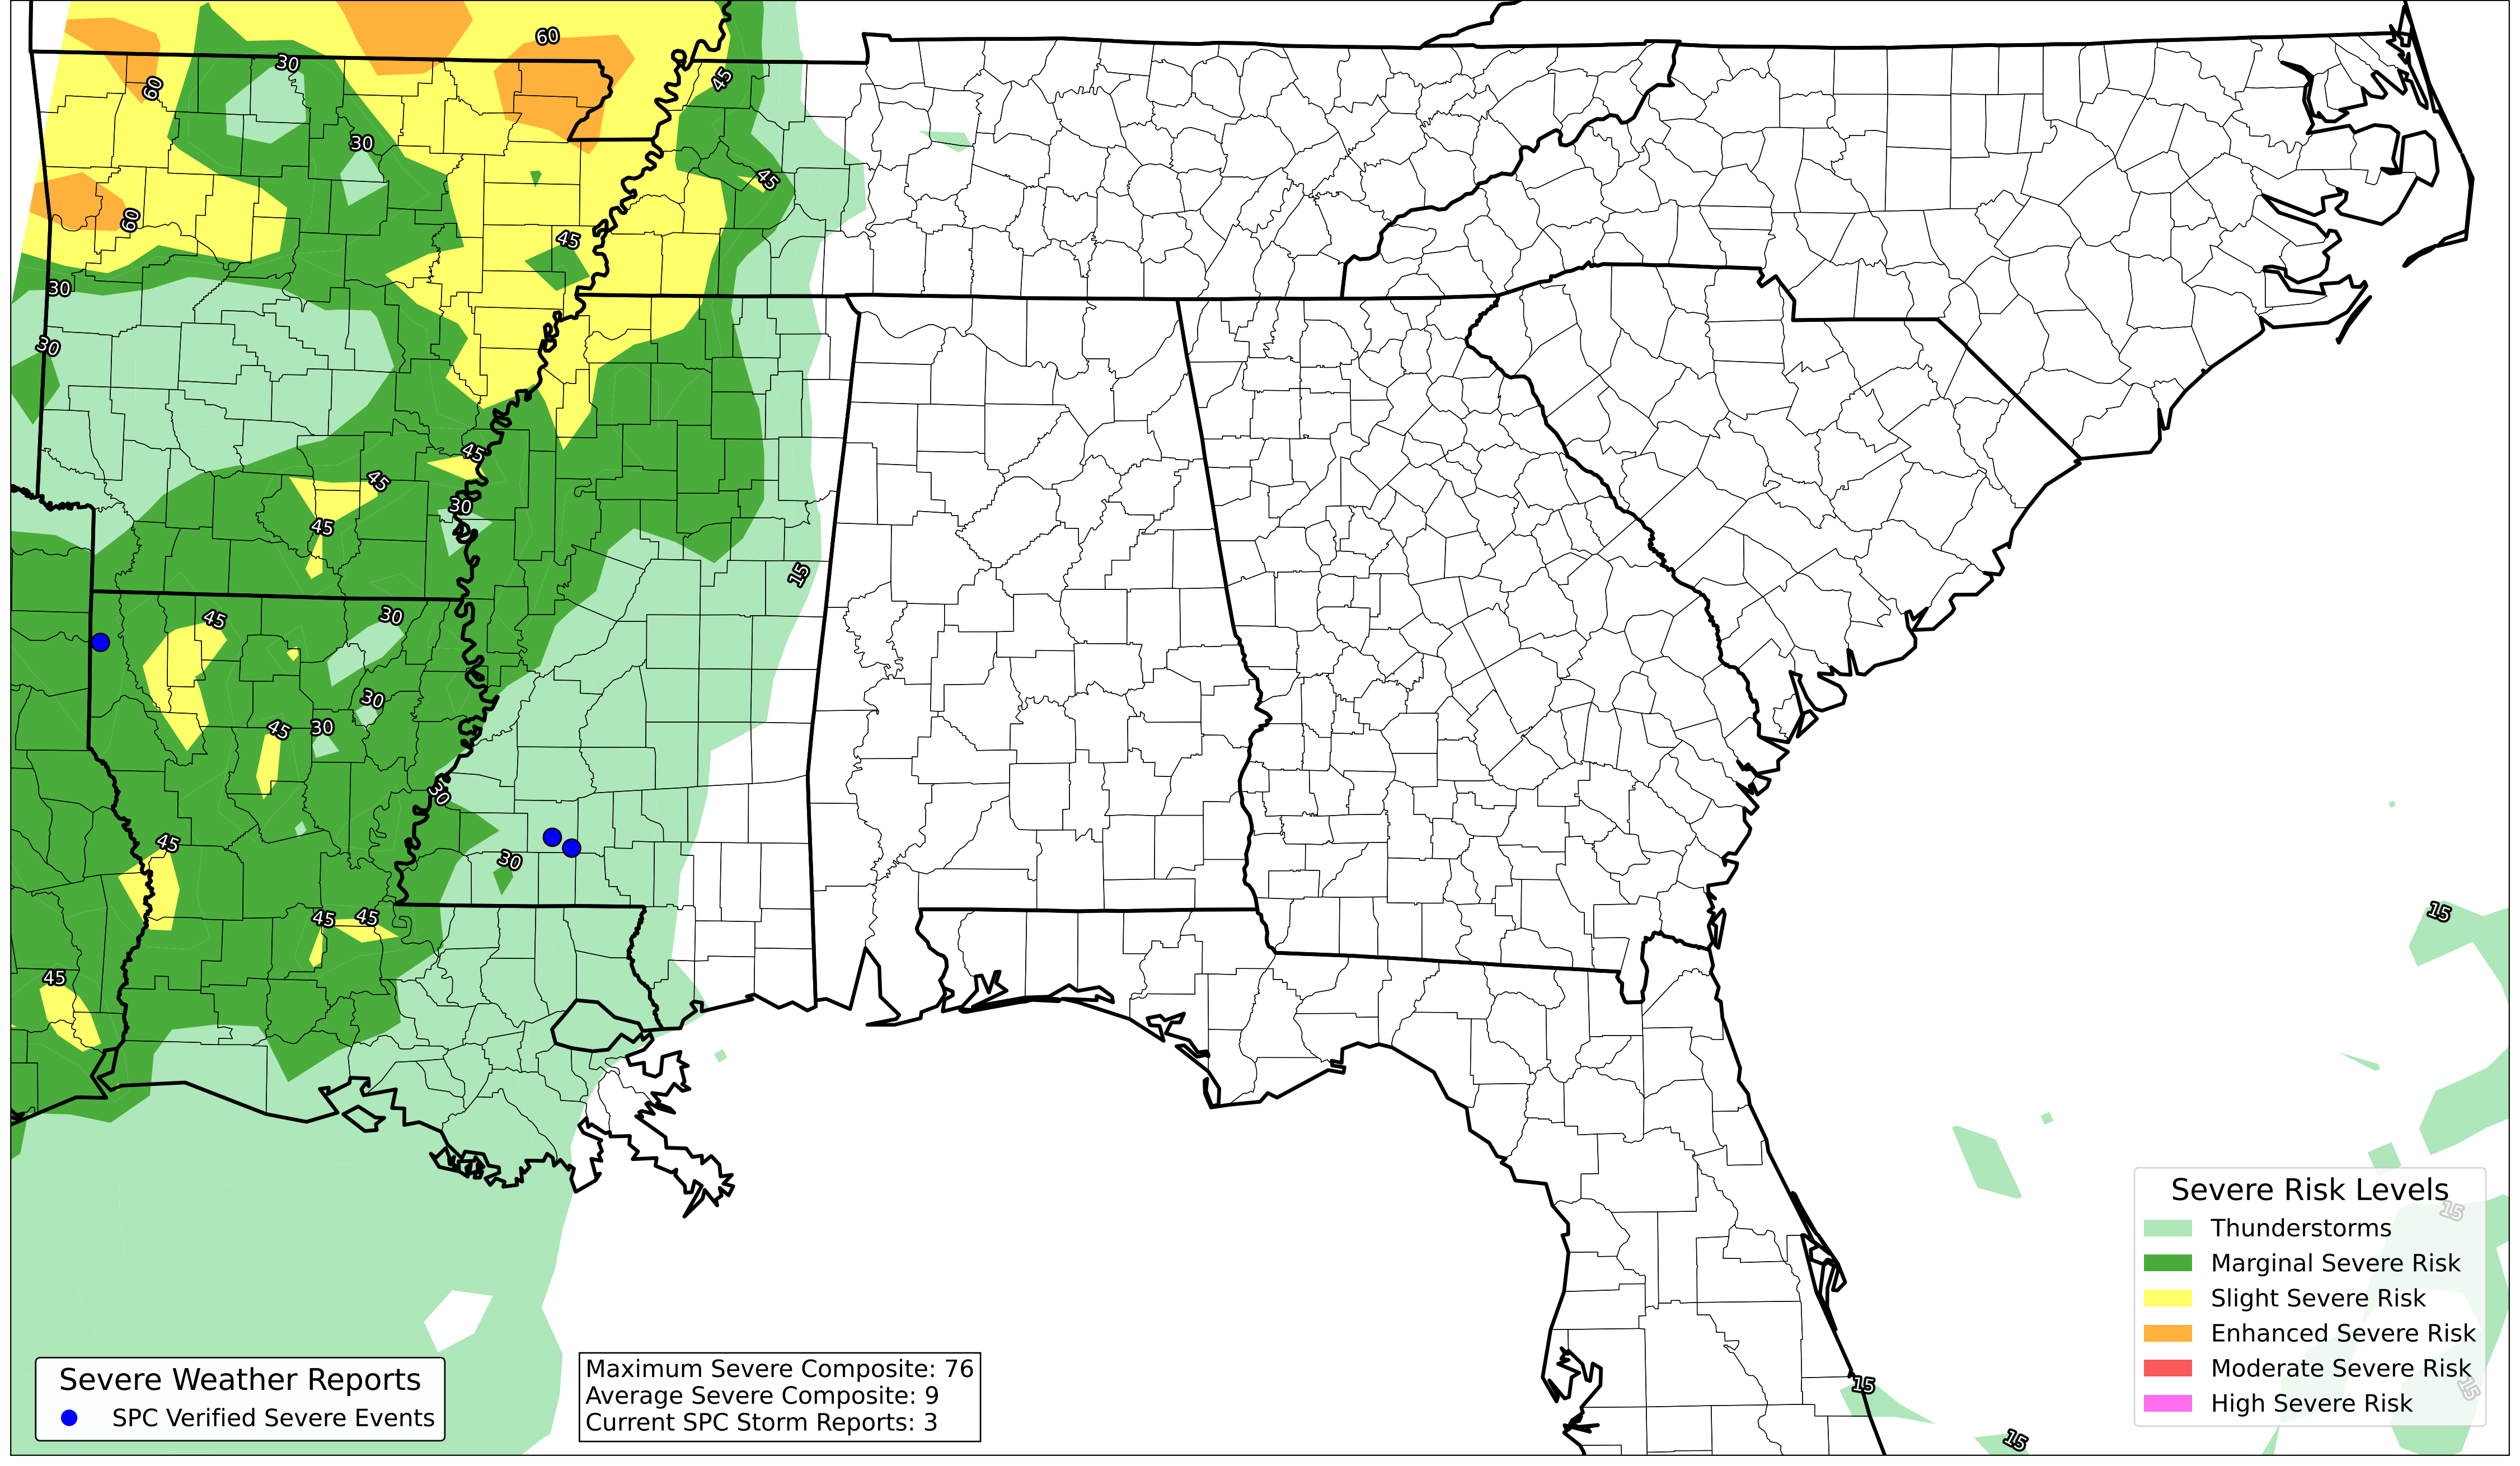 60
30
60
45
30
45
60
45
30
30
45
45
30
45
15
45
30
45
30
45
30
30
45
30
45
45
45
15
15
15
15
15
Severe Risk Levels
Thunderstorms
Marginal Severe Risk
Slight Severe Risk
Enhanced Severe Risk
Moderate Severe Risk
High Severe Risk
Severe Weather Reports
SPC Verified Severe Events
Maximum Severe Composite: 76
Average Severe Composite: 9
Current SPC Storm Reports: 3